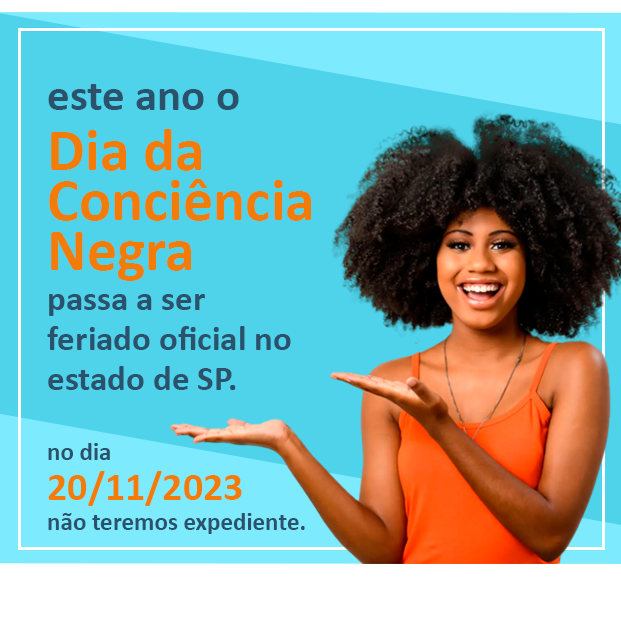 este ano o
Dia da
Conciência
Negra
passa a ser
feriado oficial no
estado de SP.
no dia
20/11/2023
não teremos expediente.